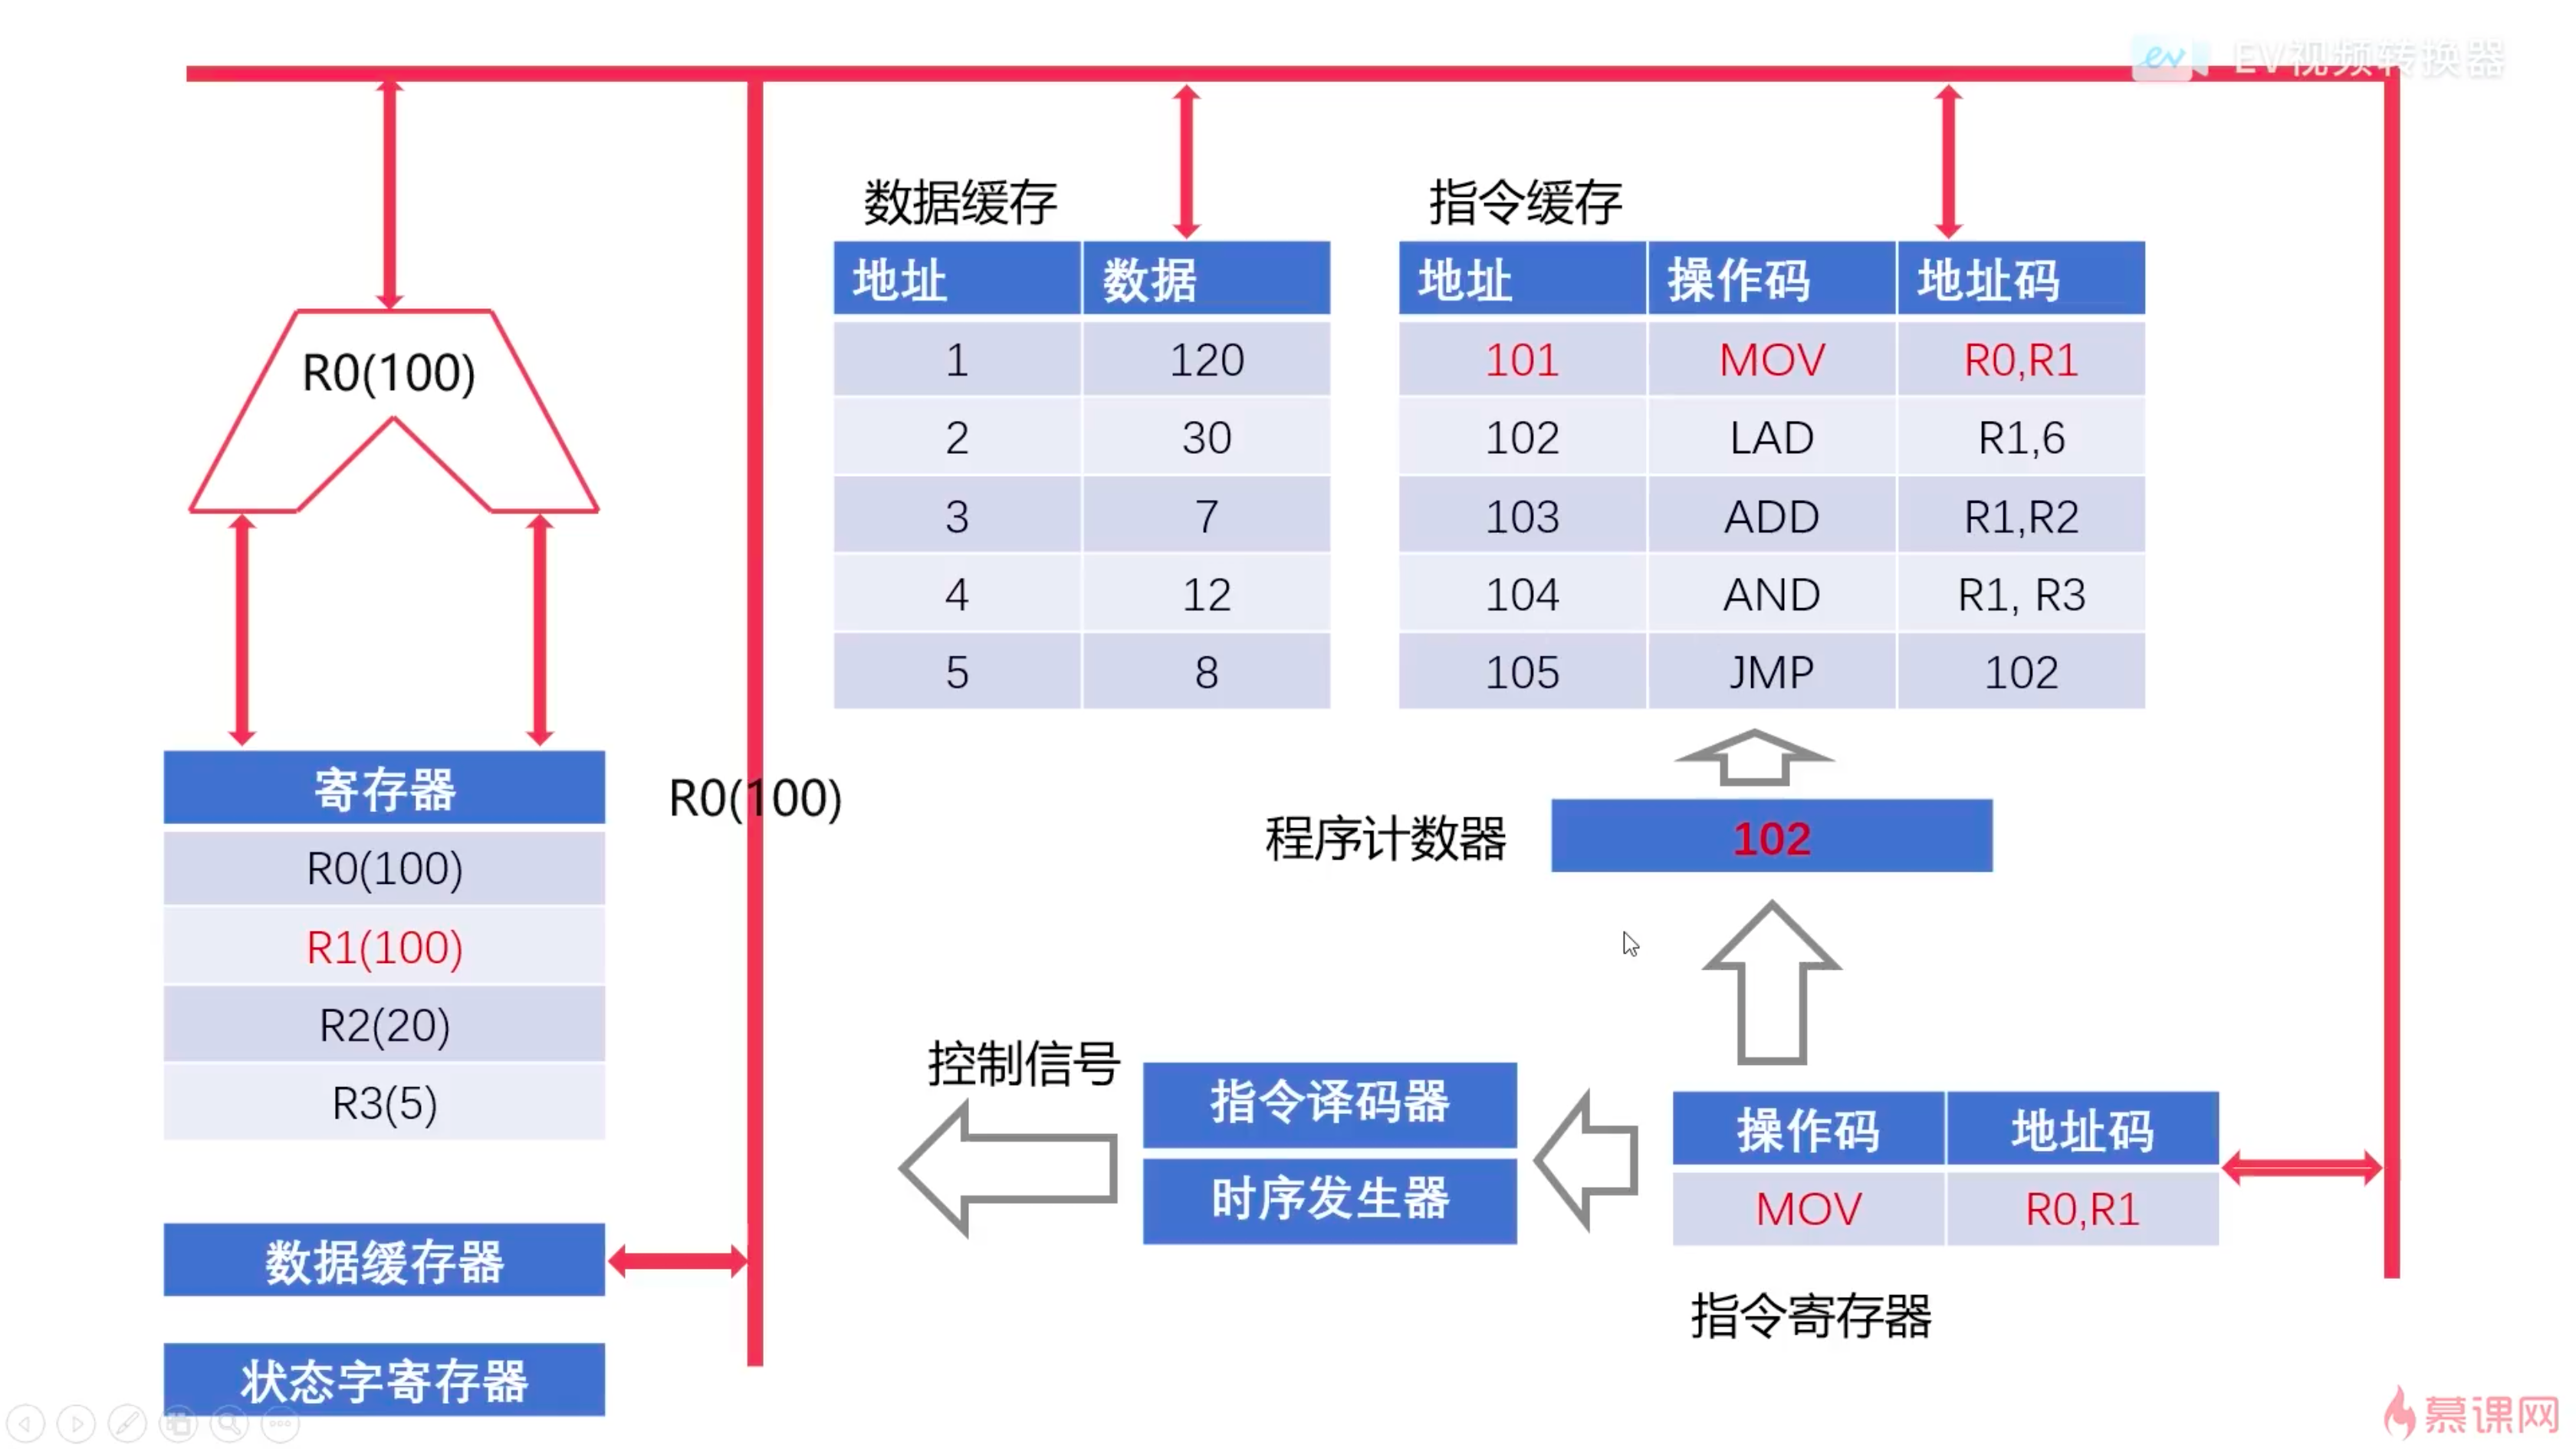 EV视频转换器
数据缓存
地址 数据
1 120
2 30
3 7
4 12
5 8
指令缓存
地址 操作码 地址码
101 MOV R0,R1
102 LAD R1,6
103 ADD R1,R2
104 AND R1, R3
105 JMP 102
R0(100)
寄存器
R0(100)
R1(100)
R2(20)
R3(5)
R0(100)
程序计数器
102
控制信号
指令译码器
时序发生器
操作码 地址码
MOV R0,R1
指令寄存器
数据缓存器
状态字寄存器
慕课网